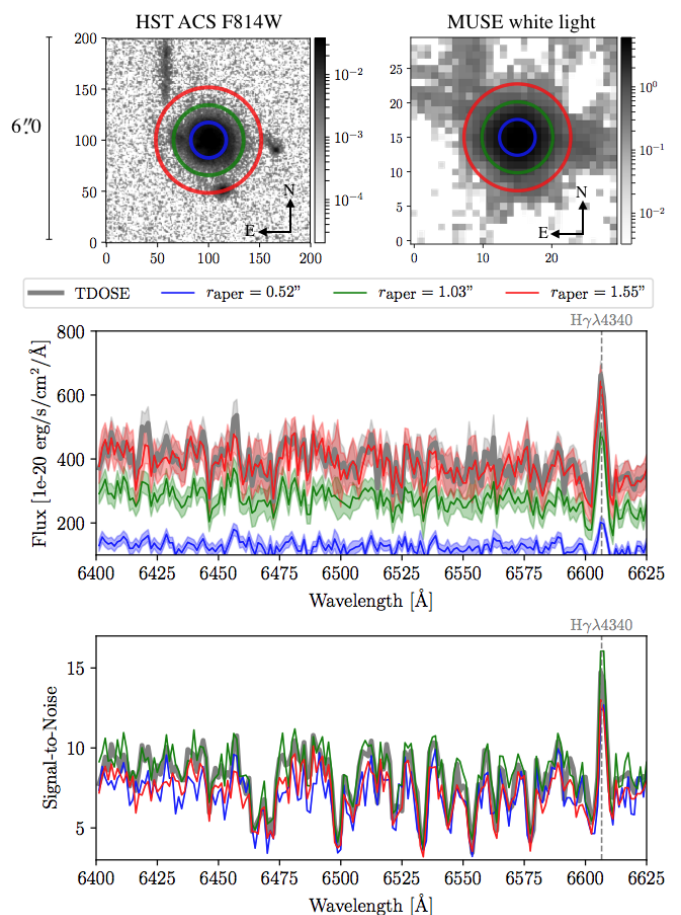 HST ACS F814W
MUSE white light
6″.0
200
150
100
50
0
0 50 100 150 200
10⁻²
10⁻³
10⁻⁴
N
E
25
20
15
10
5
0
0 10 20
10⁰
10⁻¹
10⁻²
N
E
TDOSE
r_aper = 0.52"
r_aper = 1.03"
r_aper = 1.55"
Hγλ4340
Flux [1e-20 erg/s/cm²/Å]
800
600
400
200
6400 6425 6450 6475 6500 6525 6550 6575 6600 6625
Wavelength [Å]
Hγλ4340
Signal-to-Noise
15
10
5
6400 6425 6450 6475 6500 6525 6550 6575 6600 6625
Wavelength [Å]